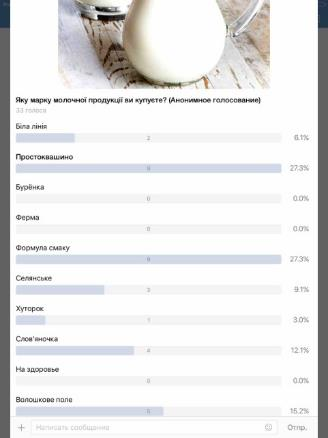 Яку марку молочної продукції ви купуєте? (Анонимное голосование)
33 голоса
Біла лінія
2
6.1%
Простоквашино
9
27.3%
Бурёнка
0
0.0%
Ферма
0
0.0%
Формула смаку
9
27.3%
Селянське
3
9.1%
Хуторок
1
3.0%
Слов'яночка
4
12.1%
На здоровье
0
0.0%
Волошкове поле
5
15.2%
Написать сообщение
Отпр.